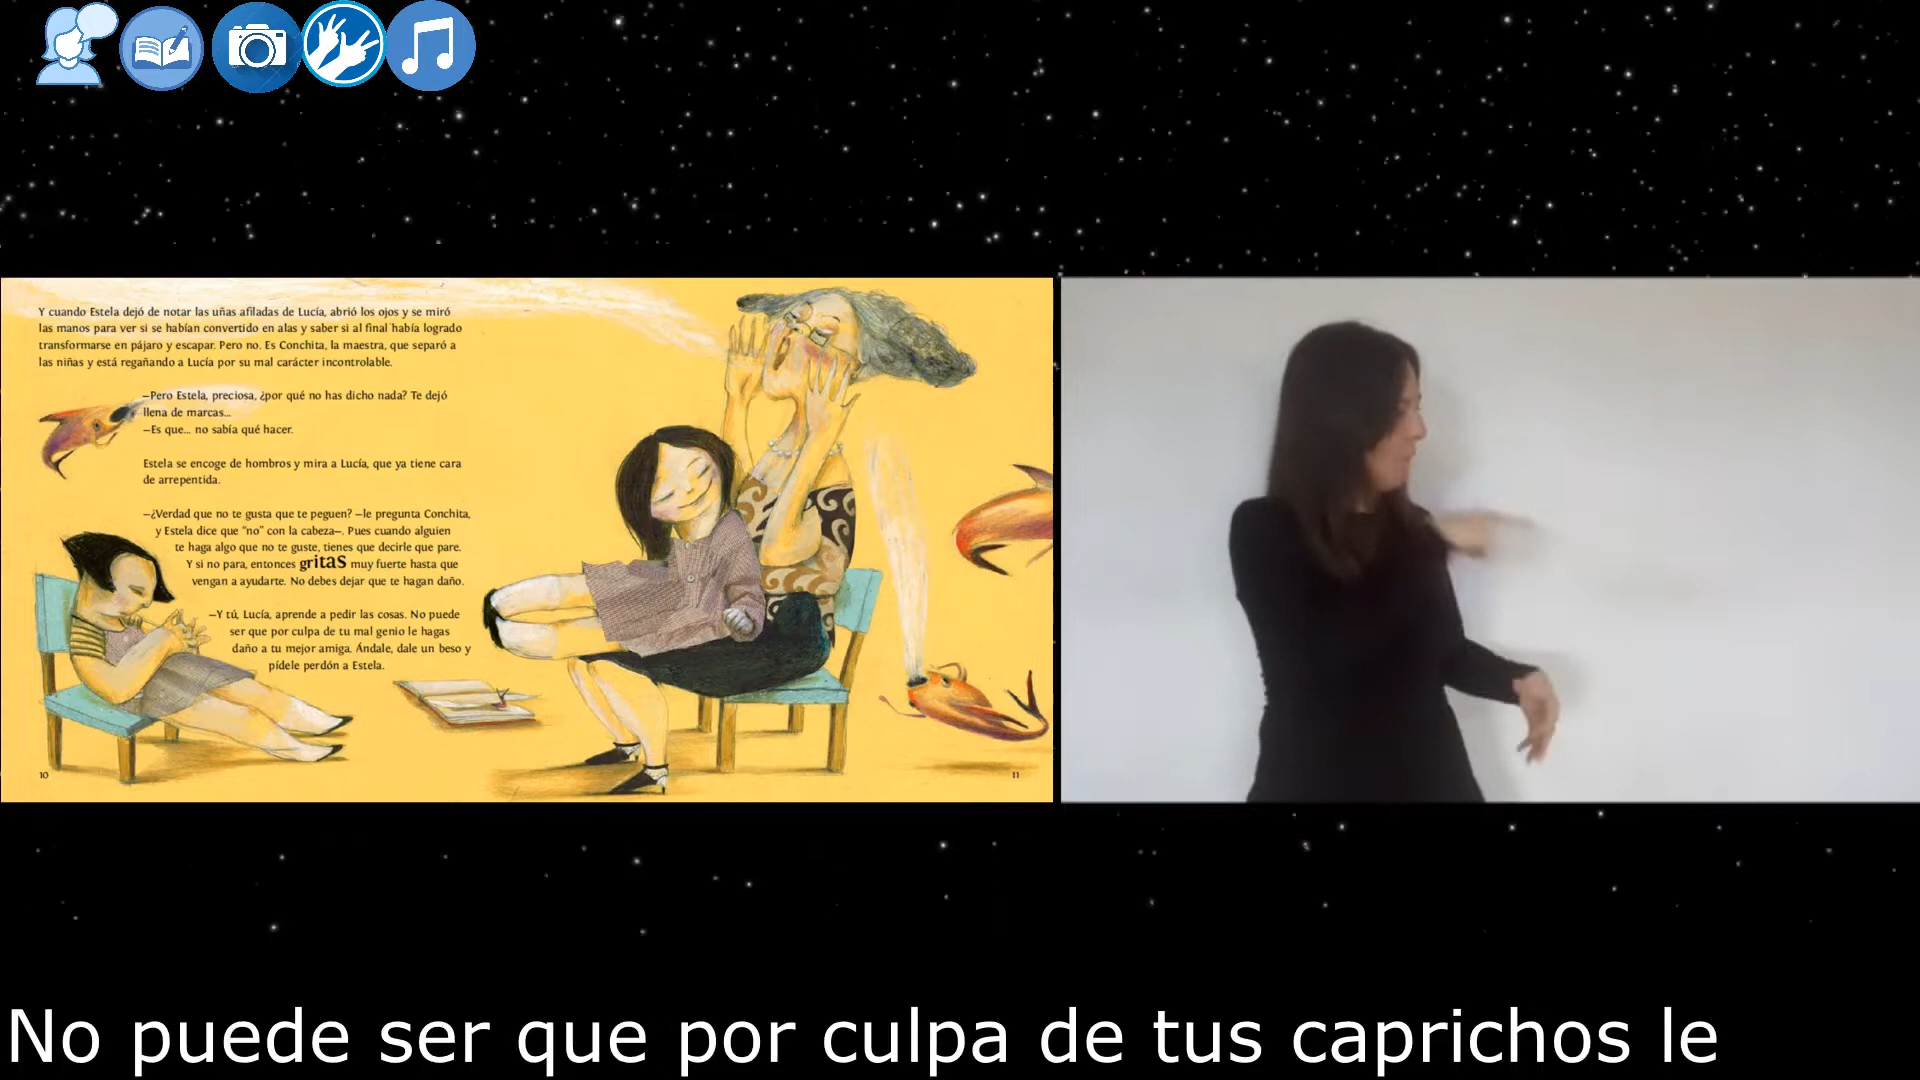 Y cuando Estela dejó de notar las uñas afiladas de Lucía, abrió los ojos y se miró
las manos para ver si se habían convertido en alas y saber si al final había logrado
transformarse en pájaro y escapar. Pero no. Es Conchita, la maestra, que separó a
las niñas y está regañando a Lucía por su mal carácter incontrolable.
—Pero Estela, preciosa, ¿por qué no has dicho nada? Te dejó
llena de marcas...
—Es que... no sabía qué hacer.
Estela se encoge de hombros y mira a Lucía, que ya tiene cara
de arrepentida.
—¿Verdad que no te gusta que te peguen? —le pregunta Conchita,
y Estela dice que “no” con la cabeza—. Pues cuando alguien
te haga algo que no te guste, tienes que decirle que pare.
Y si no para, entonces gritas muy fuerte hasta que
vengan a ayudarte. No debes dejar que te hagan daño.
—Y tú, Lucía, aprende a pedir las cosas. No puede
ser que por culpa de tu mal genio le hagas
daño a tu mejor amiga. Ándale, dale un beso y
pídele perdón a Estela.
10
11
No puede ser que por culpa de tus caprichos le